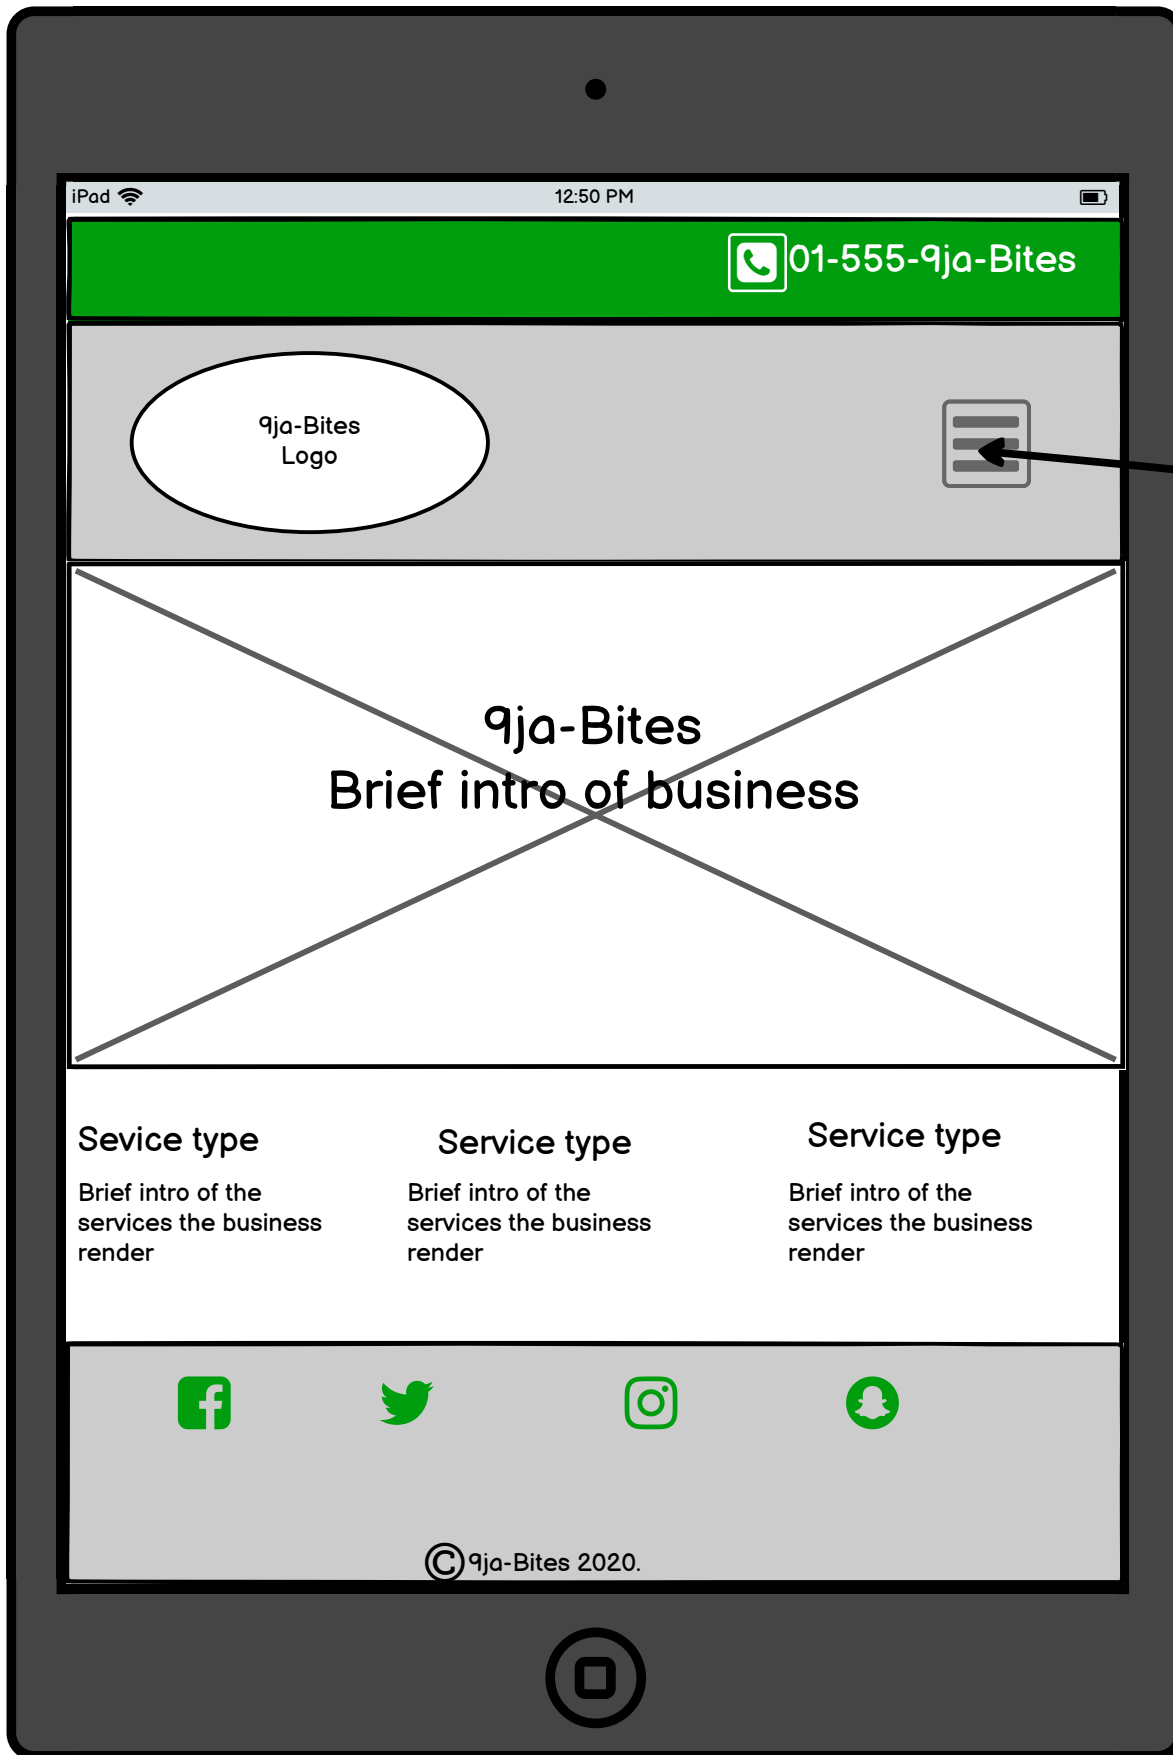 iPad
12:50 PM
01-555-9ja-Bites
9ja-Bites
Logo
9ja-Bites
Brief intro of business
Sevice type
Brief intro of the
services the business
render
Service type
Brief intro of the
services the business
render
Service type
Brief intro of the
services the business
render
©9ja-Bites 2020.